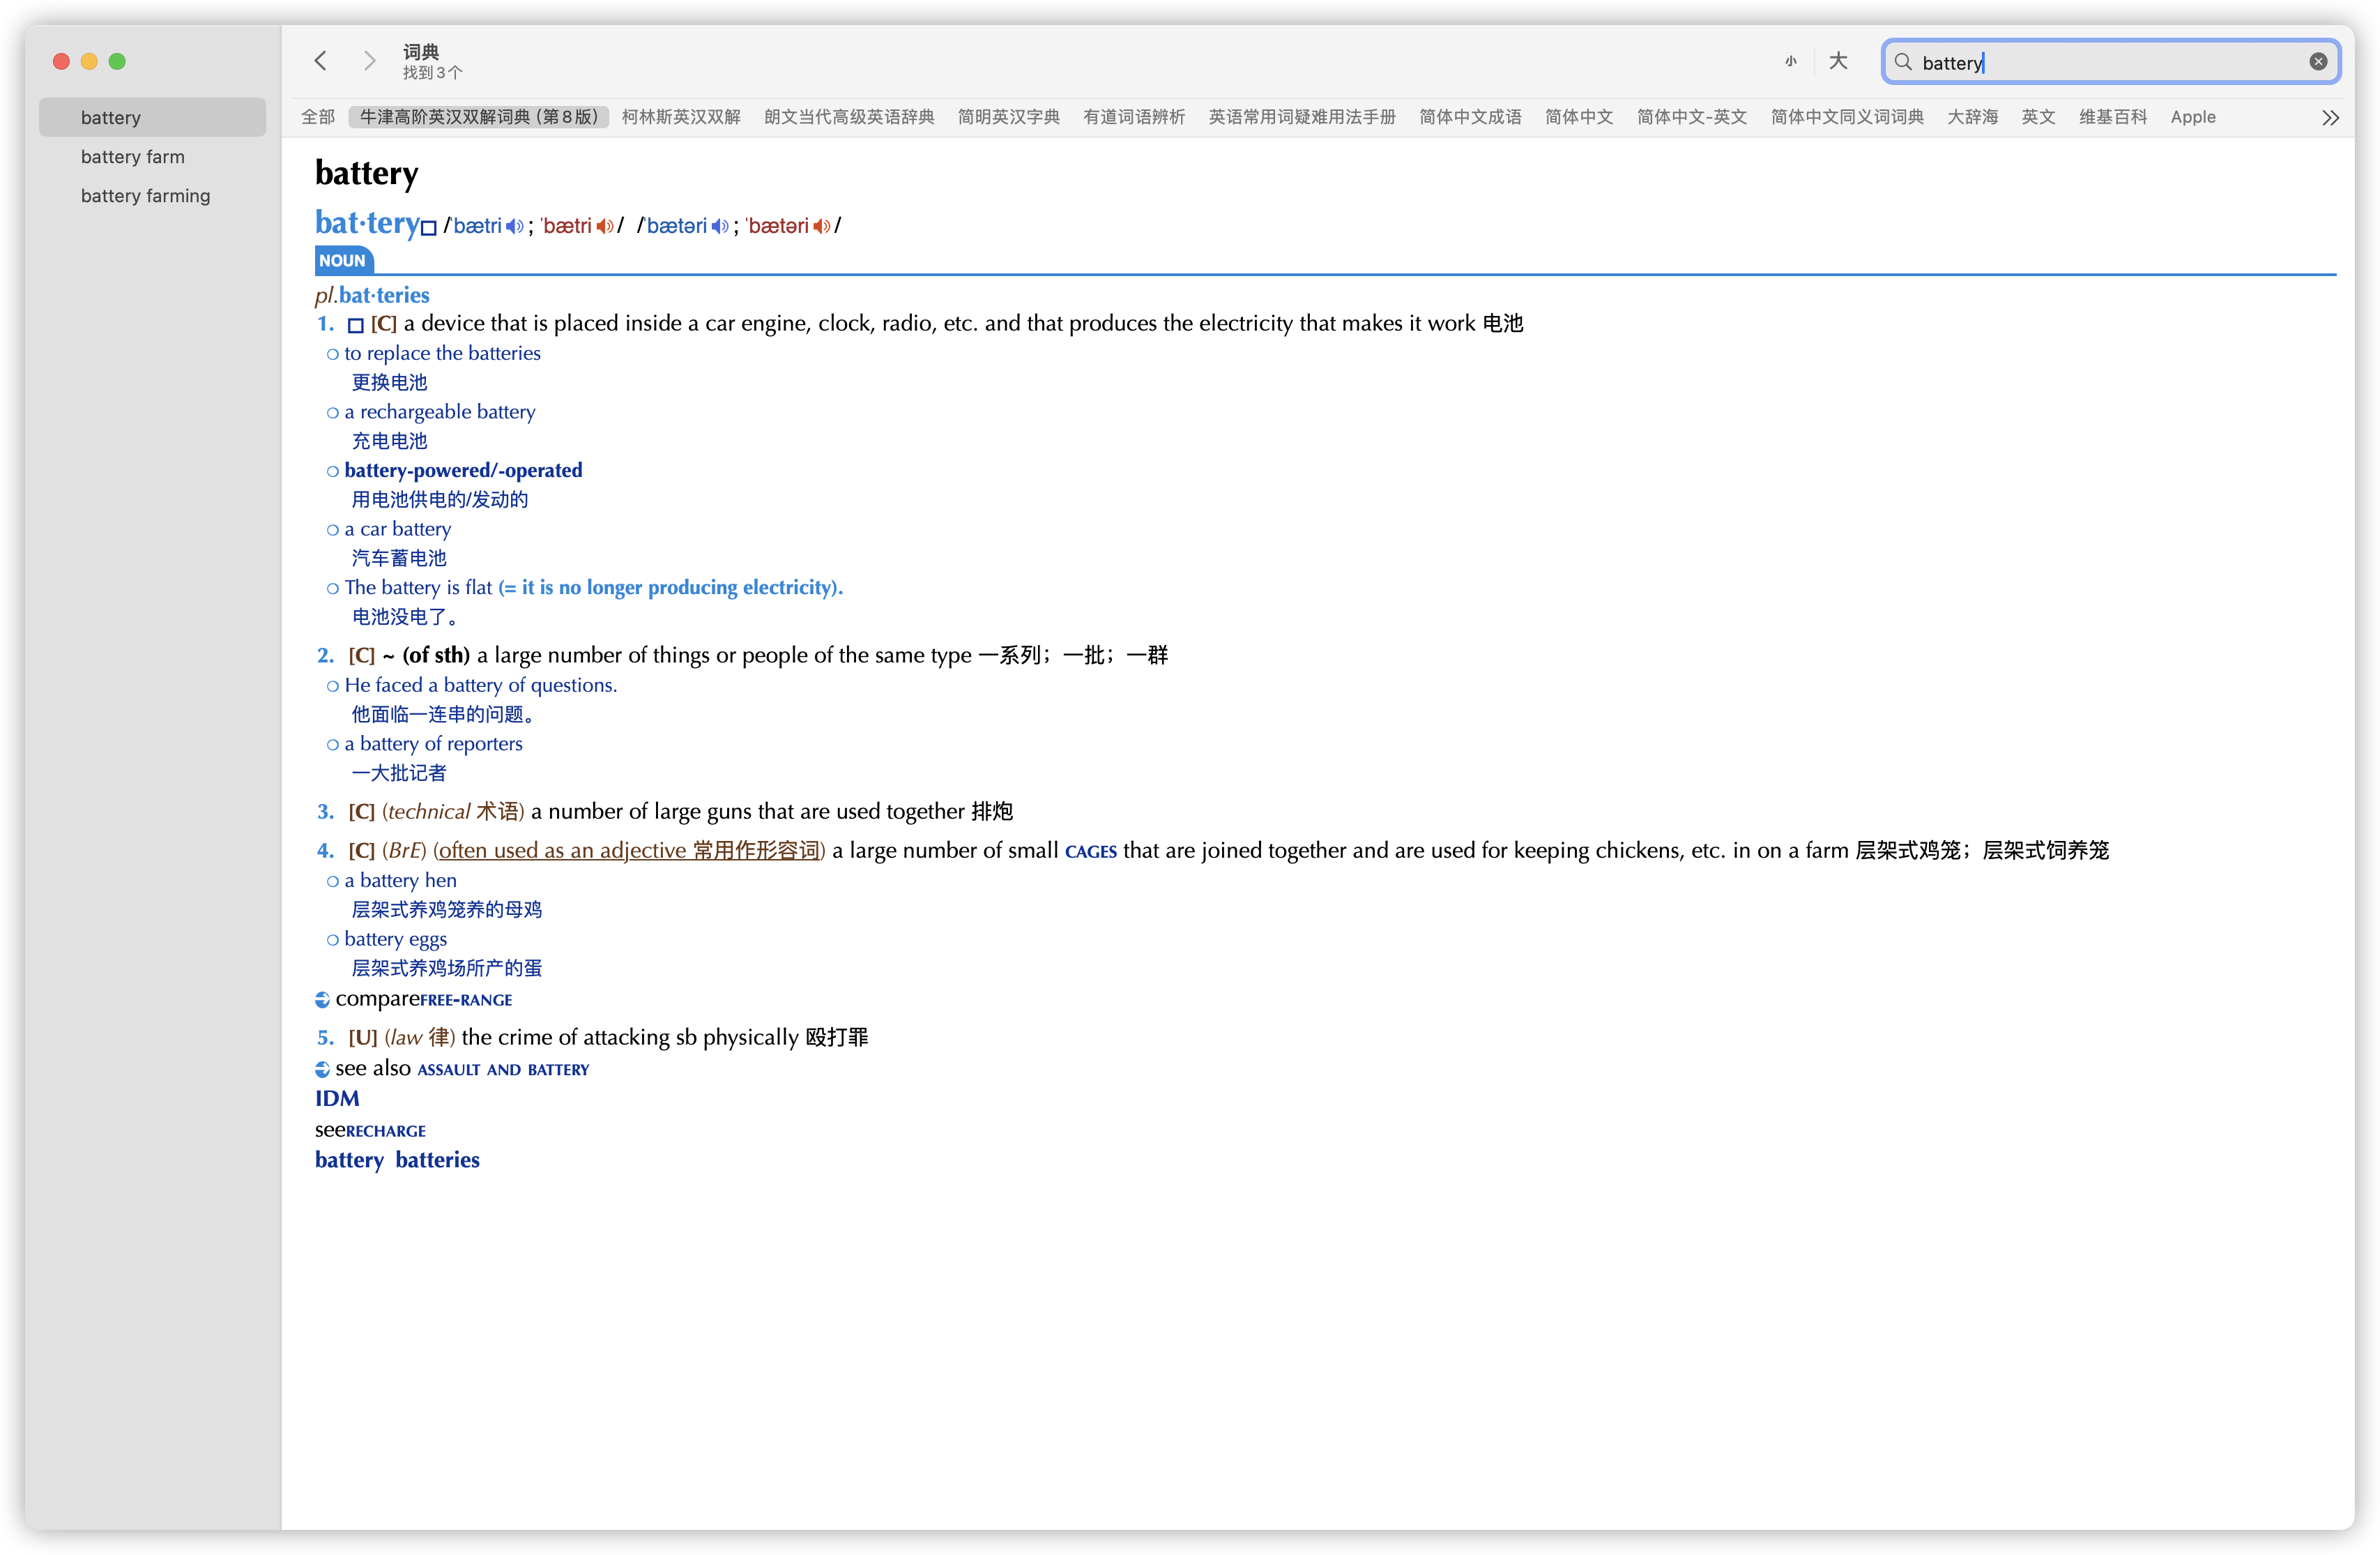 词典
找到 3 个
小 大
battery
battery
battery farm
battery farming
全部 牛津高阶英汉双解词典 (第 8 版) 柯林斯英汉双解 朗文当代高级英语辞典 简明英汉字典 有道词语辨析 英语常用词疑难用法手册 简体中文成语 简体中文 简体中文-英文 简体中文同义词词典 大辞海 英文 维基百科 Apple
battery
bat·tery /ˈbætri ; ˈbætri / /ˈbætəri ; ˈbætəri /
NOUN
pl.bat·teries
1. [C] a device that is placed inside a car engine, clock, radio, etc. and that produces the electricity that makes it work 电池
to replace the batteries
更换电池
a rechargeable battery
充电电池
battery-powered/-operated
用电池供电的/发动的
a car battery
汽车蓄电池
The battery is flat (= it is no longer producing electricity).
电池没电了。
2. [C] ~ (of sth) a large number of things or people of the same type 一系列；一批；一群
He faced a battery of questions.
他面临一连串的问题。
a battery of reporters
一大批记者
3. [C] (technical 术语) a number of large guns that are used together 排炮
4. [C] (BrE) (often used as an adjective 常用作形容词) a large number of small CAGES that are joined together and are used for keeping chickens, etc. in on a farm 层架式鸡笼；层架式饲养笼
a battery hen
层架式养鸡笼养的母鸡
battery eggs
层架式养鸡场所产的蛋
compareFREE-RANGE
5. [U] (law 律) the crime of attacking sb physically 殴打罪
see also ASSAULT AND BATTERY
IDM
seeRECHARGE
battery batteries